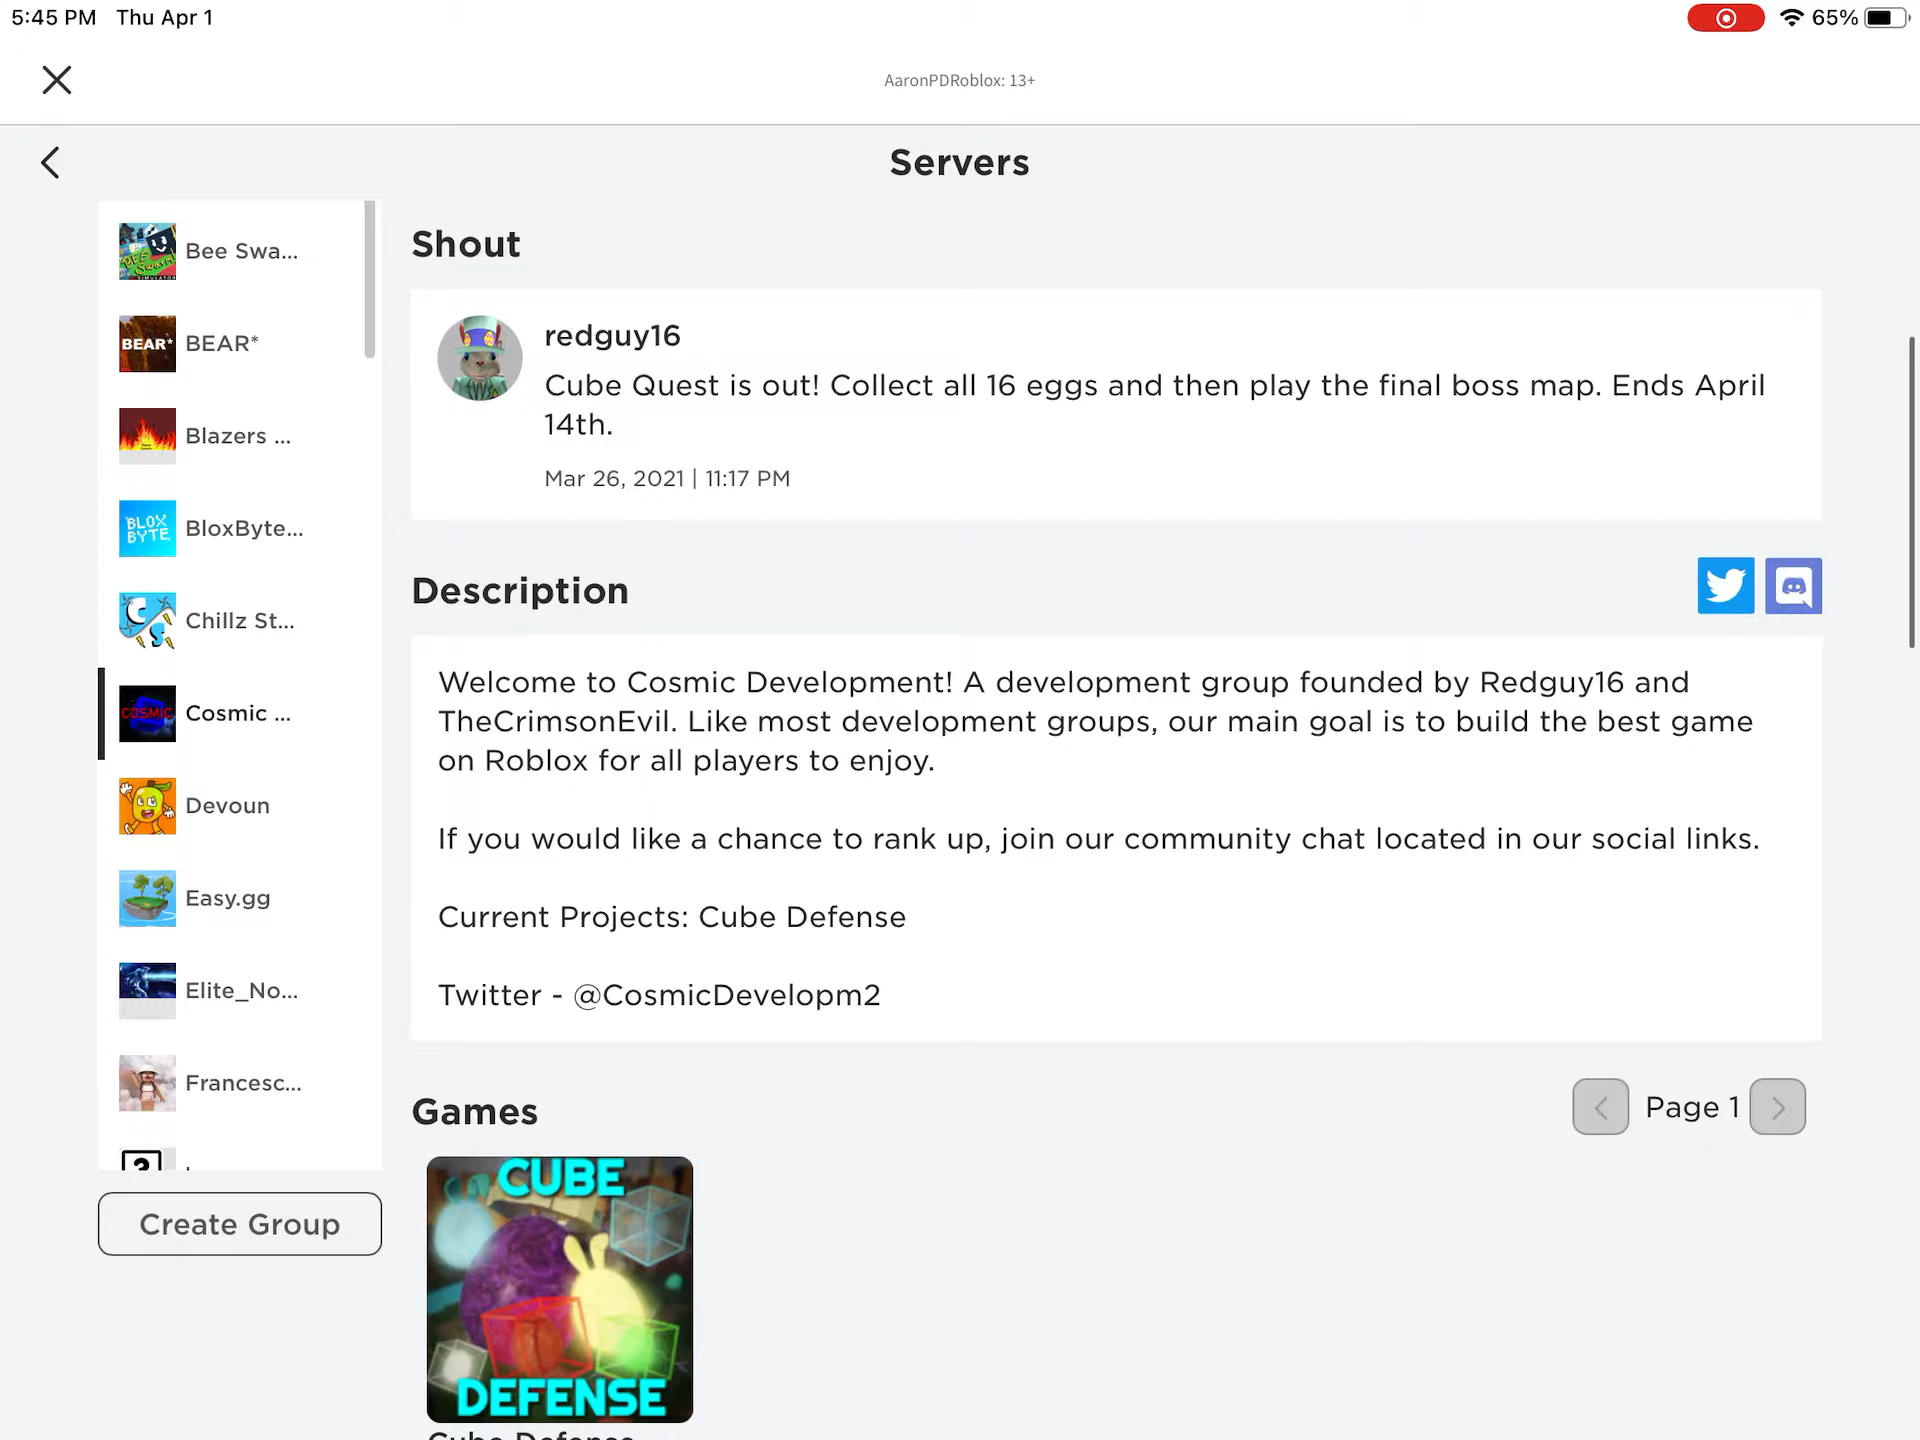 5:45 PM Thu Apr 1
65%
AaronPDRoblox: 13+
Servers
Bee Swa...
BEAR*
BEAR*
Blazers ...
BLOX
BYTE
BloxByte...
Chillz St...
COSMIC
Cosmic ...
Devoun
Easy.gg
Elite_No...
Francesc...
Create Group
Shout
redguy16
Cube Quest is out! Collect all 16 eggs and then play the final boss map. Ends April
14th.
Mar 26, 2021 | 11:17 PM
Description
Welcome to Cosmic Development! A development group founded by Redguy16 and
TheCrimsonEvil. Like most development groups, our main goal is to build the best game
on Roblox for all players to enjoy.
If you would like a chance to rank up, join our community chat located in our social links.
Current Projects: Cube Defense
Twitter - @CosmicDevelopm2
Games
Page 1
CUBE
DEFENSE
Cube Defense